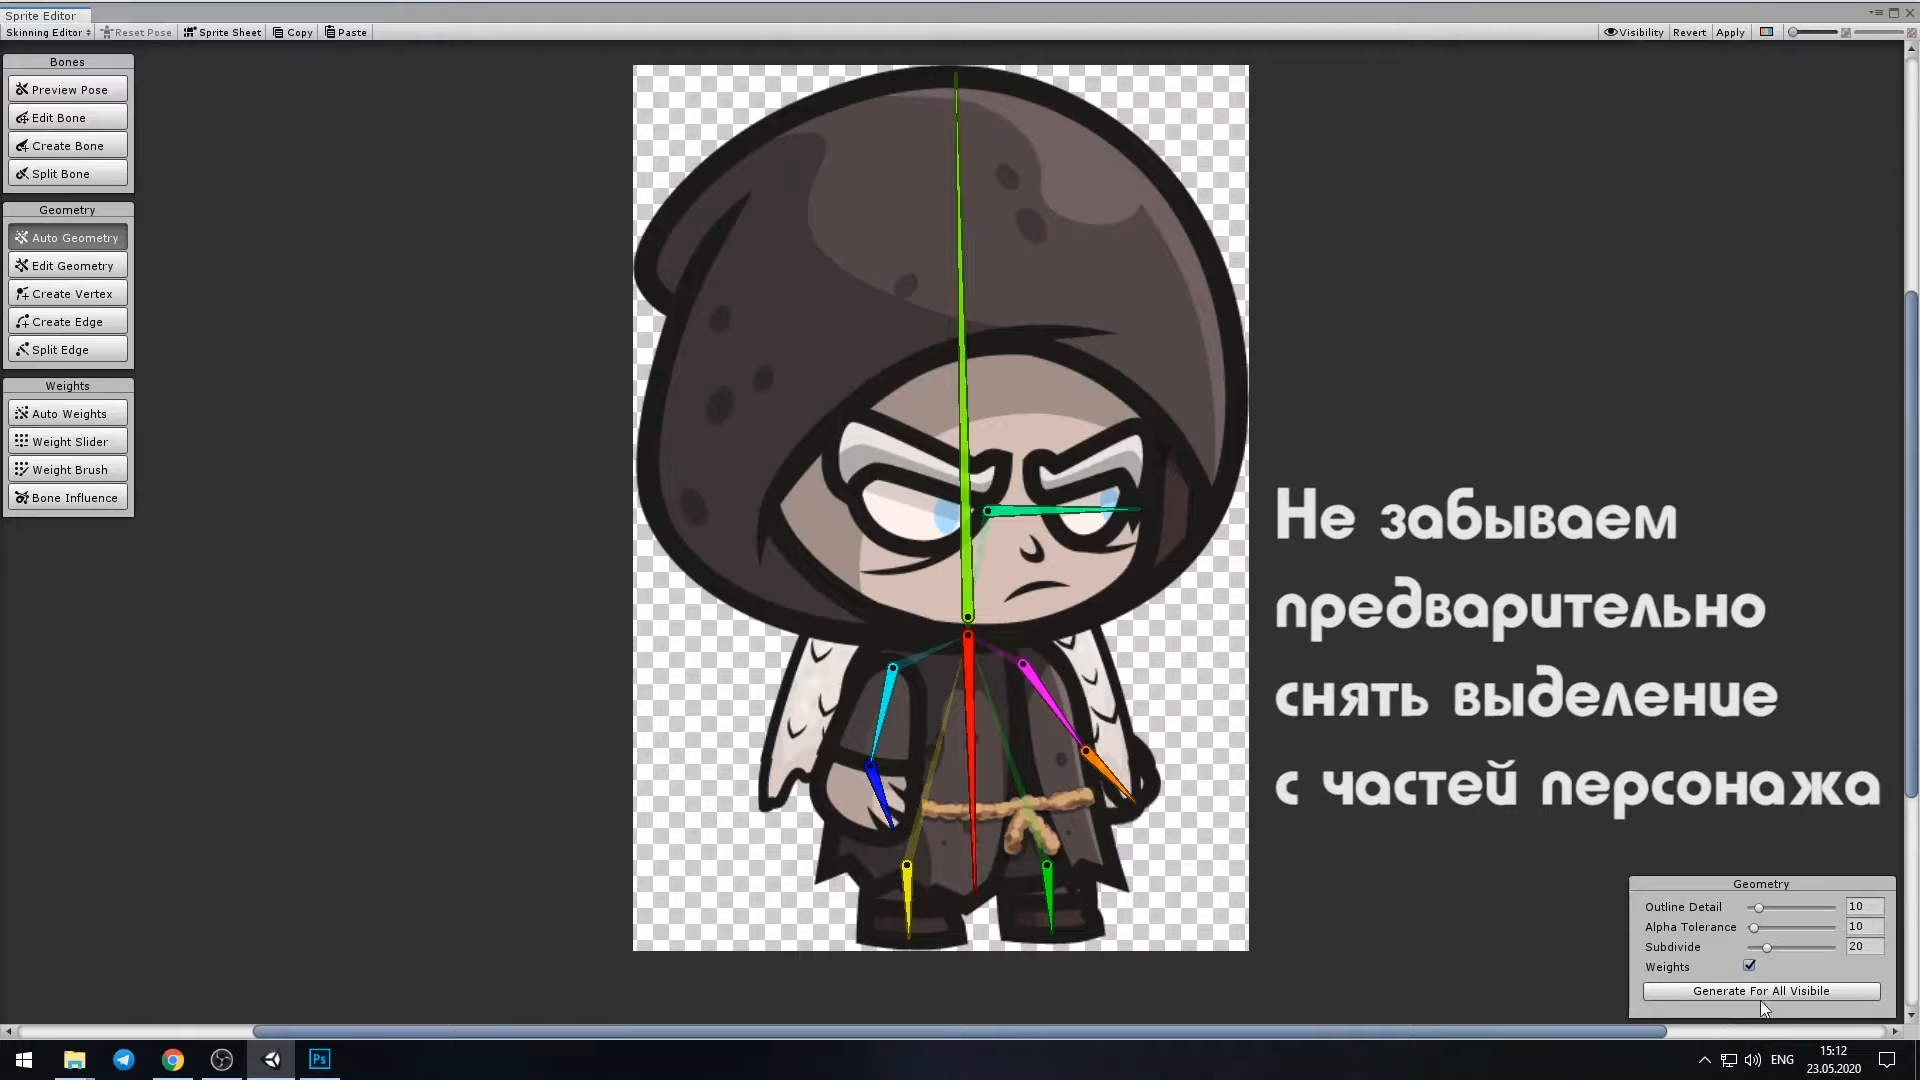 Sprite Editor
Skinning Editor
Reset Pose
Sprite Sheet
Copy
Paste
Visibility
Revert
Apply
Bones
Preview Pose
Edit Bone
Create Bone
Split Bone
Geometry
Auto Geometry
Edit Geometry
Create Vertex
Create Edge
Split Edge
Weights
Auto Weights
Weight Slider
Weight Brush
Bone Influence
Не забываем
предварительно
снять выделение
с частей персонажа
Geometry
Outline Detail 10
Alpha Tolerance 10
Subdivide 20
Weights
Generate For All Visibile
Ps
ENG
15:12
23.05.2020